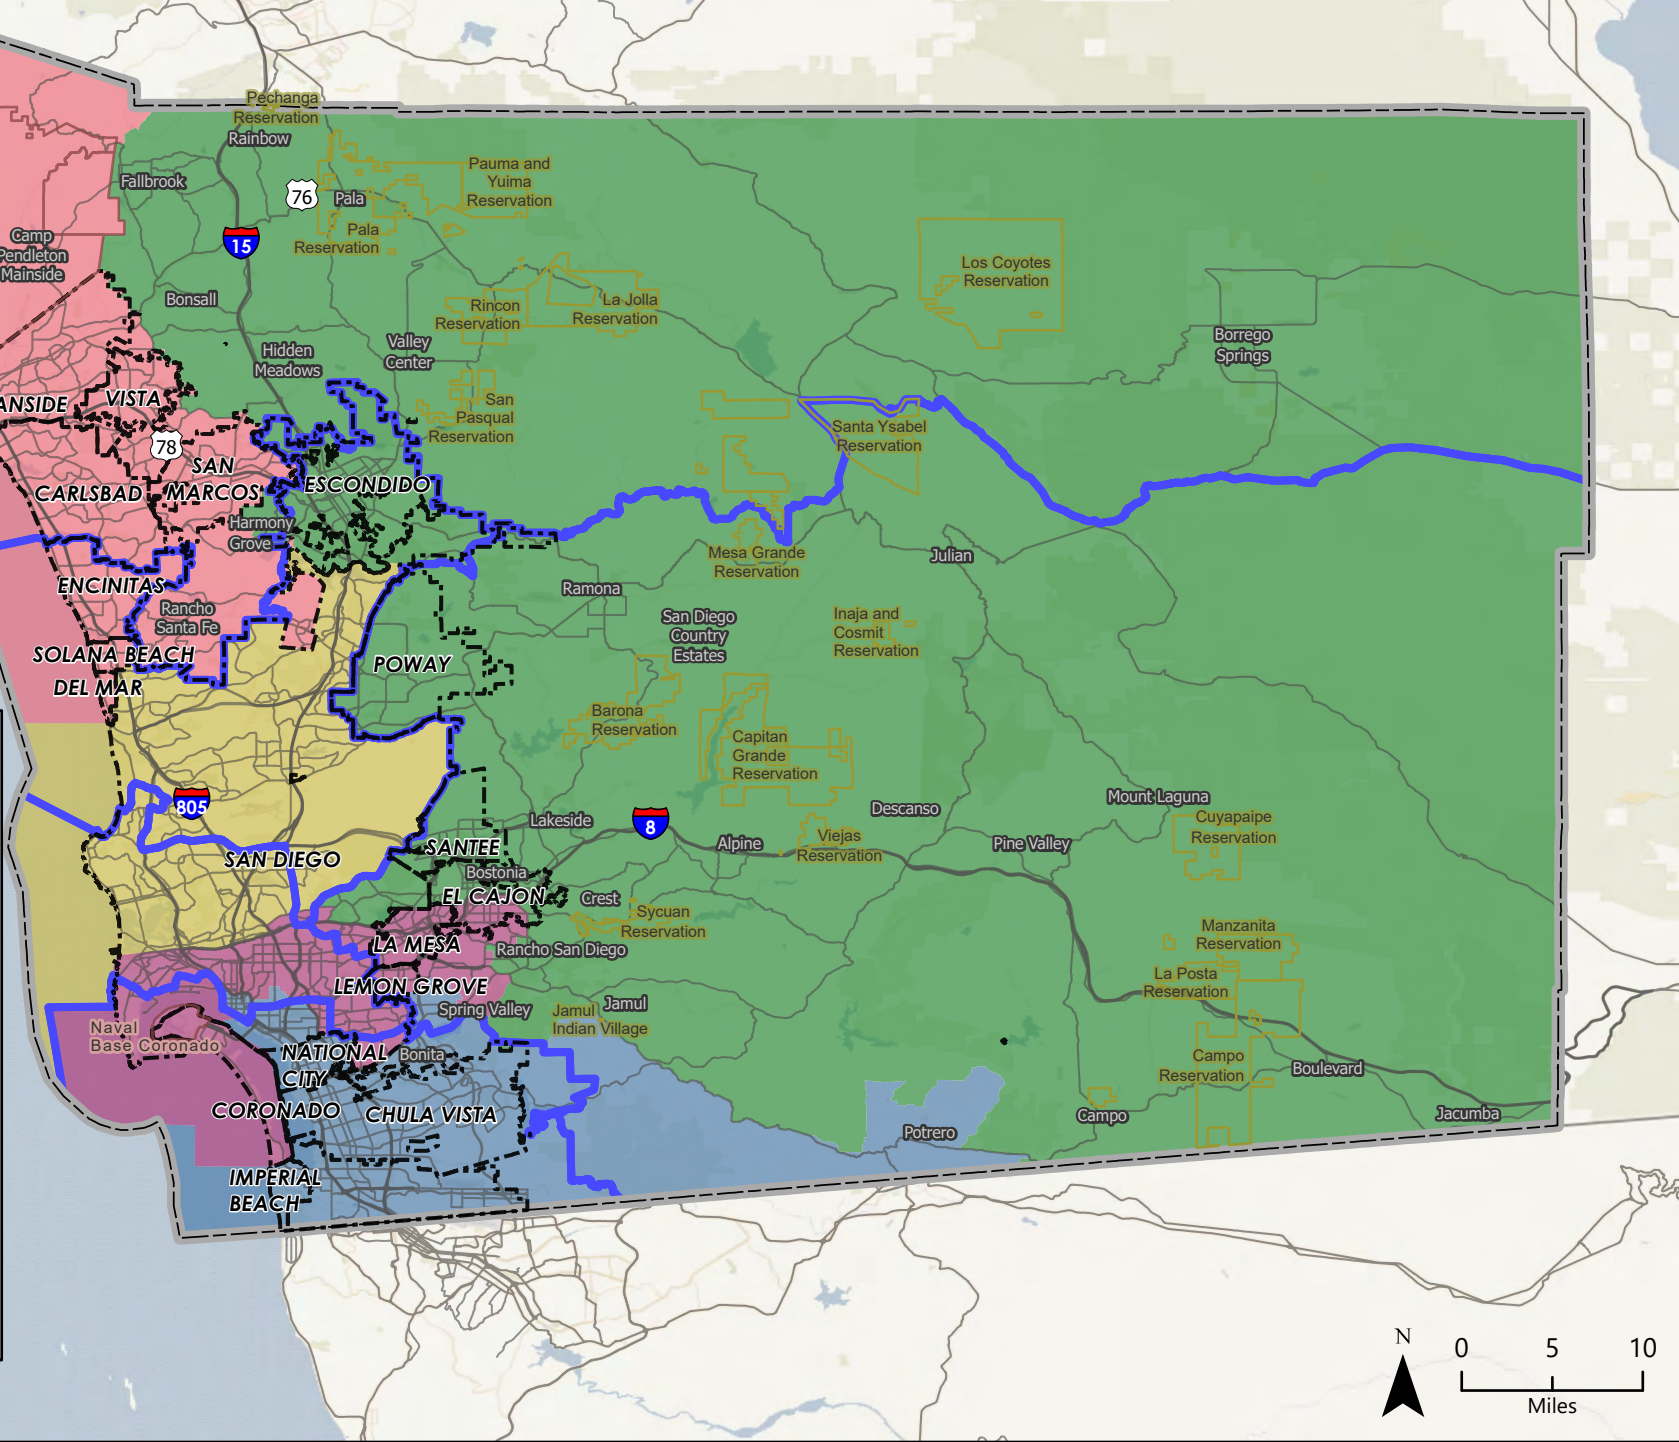 Pechanga
Reservation
Rainbow
Fallbrook
76
Pala
Pauma and
Yuima
Reservation
Pala
Reservation
15
Camp
Pendleton
Mainside
Bonsall
Los Coyotes
Reservation
Rincon
Reservation
La Jolla
Reservation
Hidden
Meadows
Valley
Center
Borrego
Springs
ANSIDE
VISTA
San
Pasqual
Reservation
78
Santa Ysabel
Reservation
SAN
MARCOS
CARLSBAD
ESCONDIDO
Harmony
Grove
Mesa Grande
Reservation
Julian
ENCINITAS
Ramona
Rancho
Santa Fe
San Diego
Country
Estates
Inaja and
Cosmit
Reservation
SOLANA BEACH
DEL MAR
POWAY
Barona
Reservation
Capitan
Grande
Reservation
805
Lakeside
8
Descanso
Mount Laguna
Cuyapaipe
Reservation
Alpine
Viejas
Reservation
Pine Valley
SAN DIEGO
SANTEE
Bostonia
EL CAJON
Crest
Sycuan
Reservation
LA MESA
Rancho San Diego
Manzanita
Reservation
La Posta
Reservation
LEMON GROVE
Spring Valley
Jamul
Jamul
Indian Village
Naval
Base Coronado
NATIONAL
CITY
Bonita
Campo
Reservation
Boulevard
CORONADO
CHULA VISTA
Potrero
Campo
Jacumba
IMPERIAL
BEACH
N
0 5 10
Miles